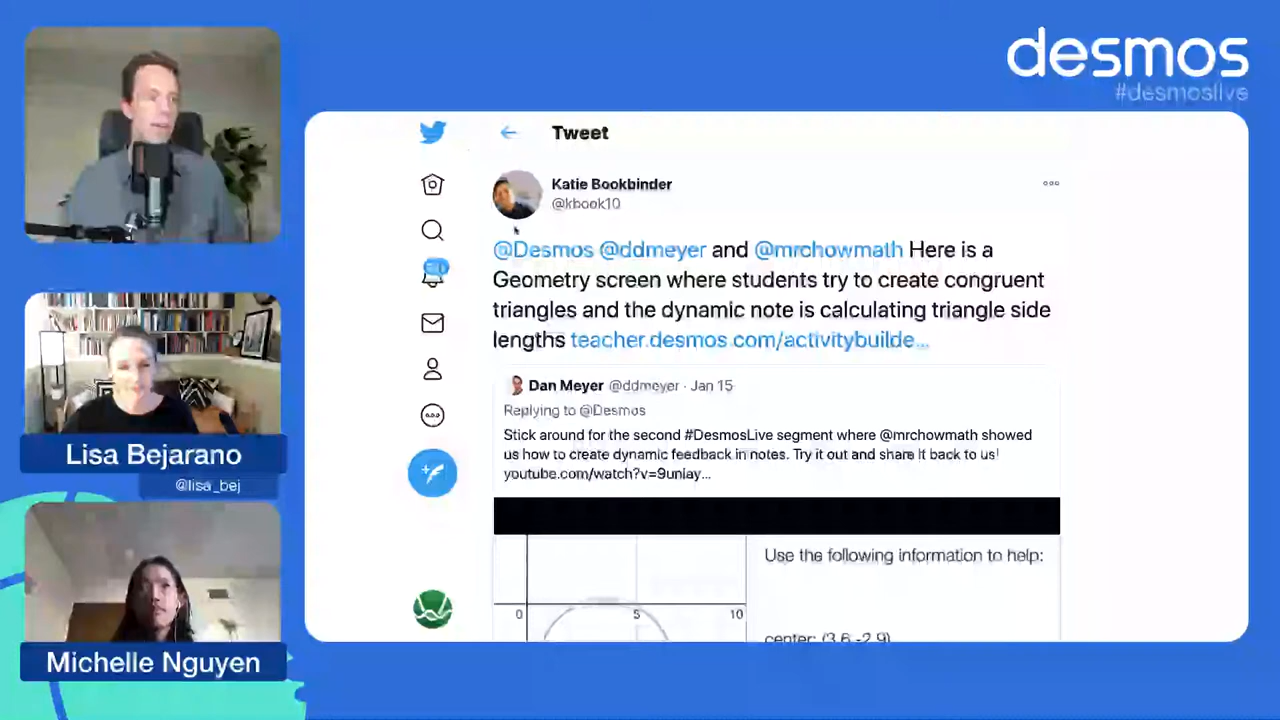 desmos
#desmoslive
Tweet
Katie Bookbinder
@kbook10
@Desmos @ddmeyer and @mrchowmath Here is a
Geometry screen where students try to create congruent
triangles and the dynamic note is calculating triangle side
lengths teacher.desmos.com/activitybuilde...
Dan Meyer @ddmeyer · Jan 15
Replying to @Desmos
Stick around for the second #DesmosLive segment where @mrchowmath showed
us how to create dynamic feedback in notes. Try it out and share it back to us!
youtube.com/watch?v=9uniay...
Use the following information to help:
0 5 10
center: (3.6,-2.9)
Lisa Bejarano
@lisa_bej
Michelle Nguyen